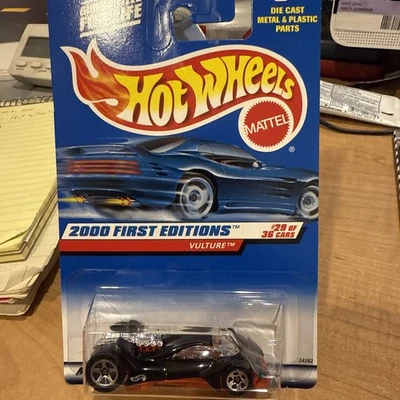 DIE CAST
METAL & PLASTIC
PARTS
HOT WHEELS
MATTEL
2000 FIRST EDITIONS™
#29 OF
36 CARS
VULTURE™
24382